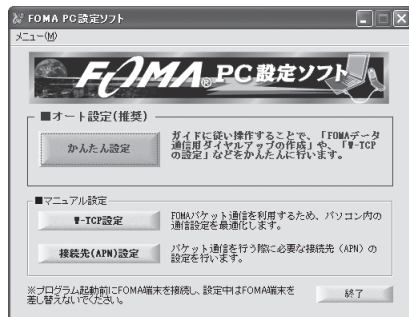 FOMA PC設定ソフト
メニュー(M)
FOMA® PC設定ソフト
■オート設定(推奨)
かんたん設定
ガイドに従い操作することで、「FOMAデータ
通信用ダイヤルアップの作成」や、「W-TCP
の設定」などをかんたんに行います。
■マニュアル設定
W-TCP設定
FOMAパケット通信を利用するため、パソコン内の
通信設定を最適化します。
接続先(APN)設定
パケット通信を行う際に必要な接続先（APN）の
設定を行います。
※プログラム起動前にFOMA端末を接続し、設定中はFOMA端末を
差し替えないでください。
終了